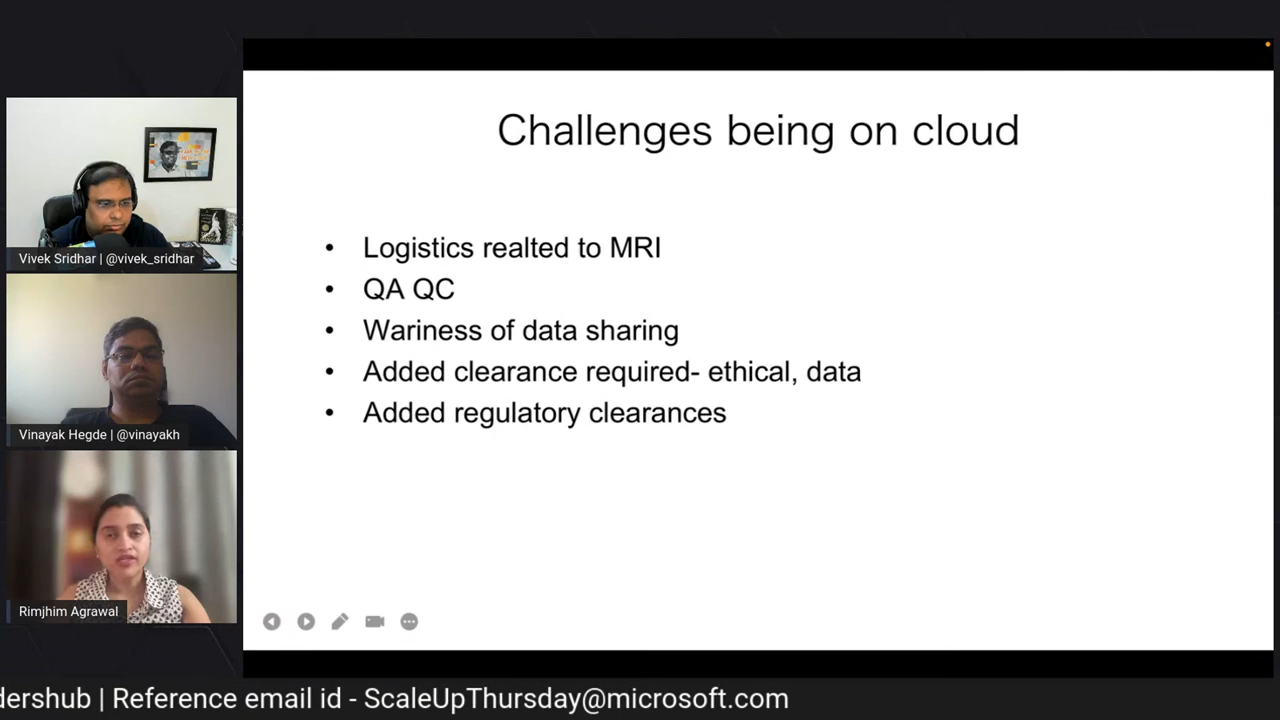 Challenges being on cloud
• Logistics realted to MRI
• QA QC
• Wariness of data sharing
• Added clearance required- ethical, data
• Added regulatory clearances
Vivek Sridhar | @vivek_sridhar
Vinayak Hegde | @vinayakh
Rimjhim Agrawal
dershub | Reference email id - ScaleUpThursday@microsoft.com